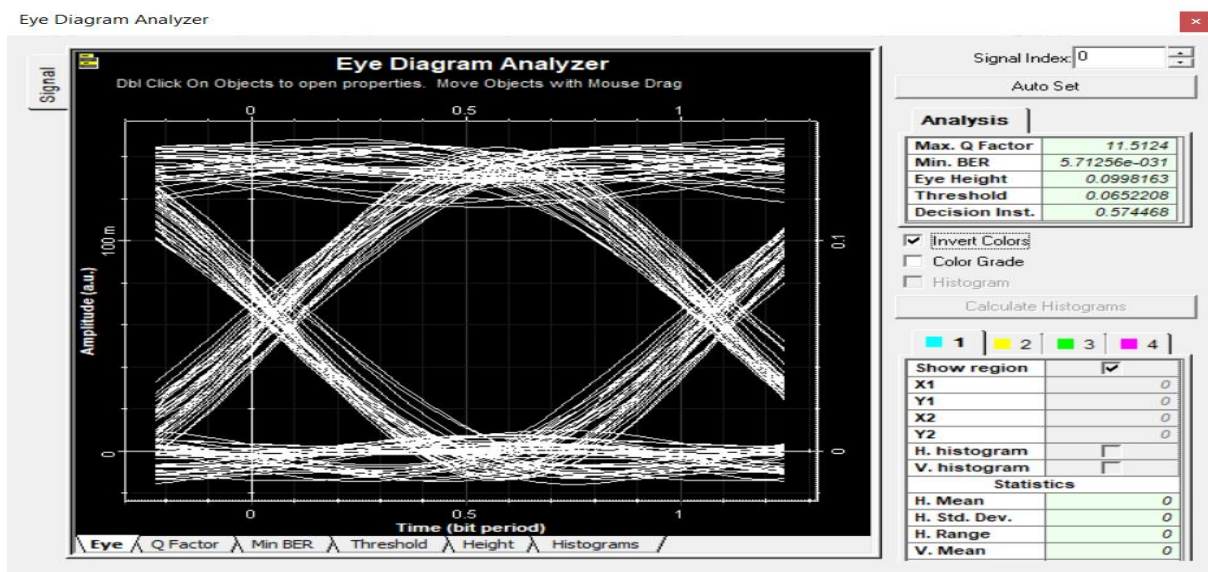 Eye Diagram Analyzer
×
Signal
Eye Diagram Analyzer
Dbl Click On Objects to open properties. Move Objects with Mouse Drag
0 0.5 1
100 m
0
0.1
0
Amplitude (a.u.)
0 0.5 1
Time (bit period)
Eye Q Factor Min BER Threshold Height Histograms
Signal Index: 0
Auto Set
Analysis
Max. Q Factor 11.5124
Min. BER 5.71256e-031
Eye Height 0.0998163
Threshold 0.0652208
Decision Inst. 0.574468
Invert Colors
Color Grade
Histogram
Calculate Histograms
1 2 3 4
Show region
X1 0
Y1 0
X2 0
Y2 0
H. histogram
V. histogram
Statistics
H. Mean 0
H. Std. Dev. 0
H. Range 0
V. Mean 0